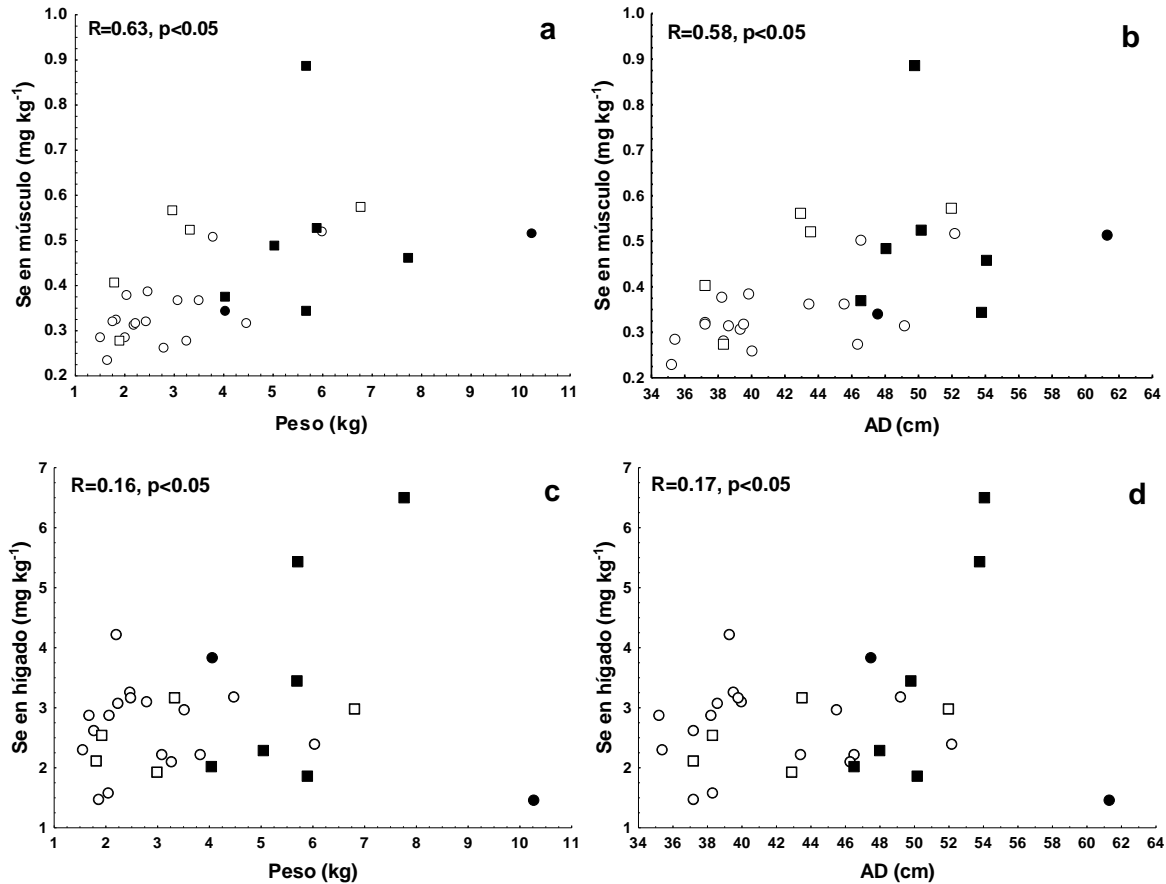 R=0.63, p<0.05
a
Se en músculo (mg kg-1)
1.0
0.9
0.8
0.7
0.6
0.5
0.4
0.3
0.2
1 2 3 4 5 6 7 8 9 10 11
Peso (kg)
R=0.58, p<0.05
b
Se en músculo (mg kg-1)
1.0
0.9
0.8
0.7
0.6
0.5
0.4
0.3
0.2
34 36 38 40 42 44 46 48 50 52 54 56 58 60 62 64
AD (cm)
R=0.16, p<0.05
c
Se en hígado (mg kg-1)
7
6
5
4
3
2
1
1 2 3 4 5 6 7 8 9 10 11
Peso (kg)
R=0.17, p<0.05
d
Se en hígado (mg kg-1)
7
6
5
4
3
2
1
34 36 38 40 42 44 46 48 50 52 54 56 58 60 62 64
AD (cm)